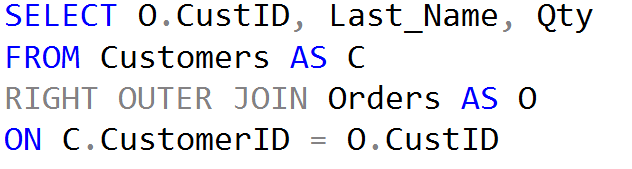 SELECT O.CustID, Last_Name, Qty
FROM Customers AS C
RIGHT OUTER JOIN Orders AS O
ON C.CustomerID = O.CustID